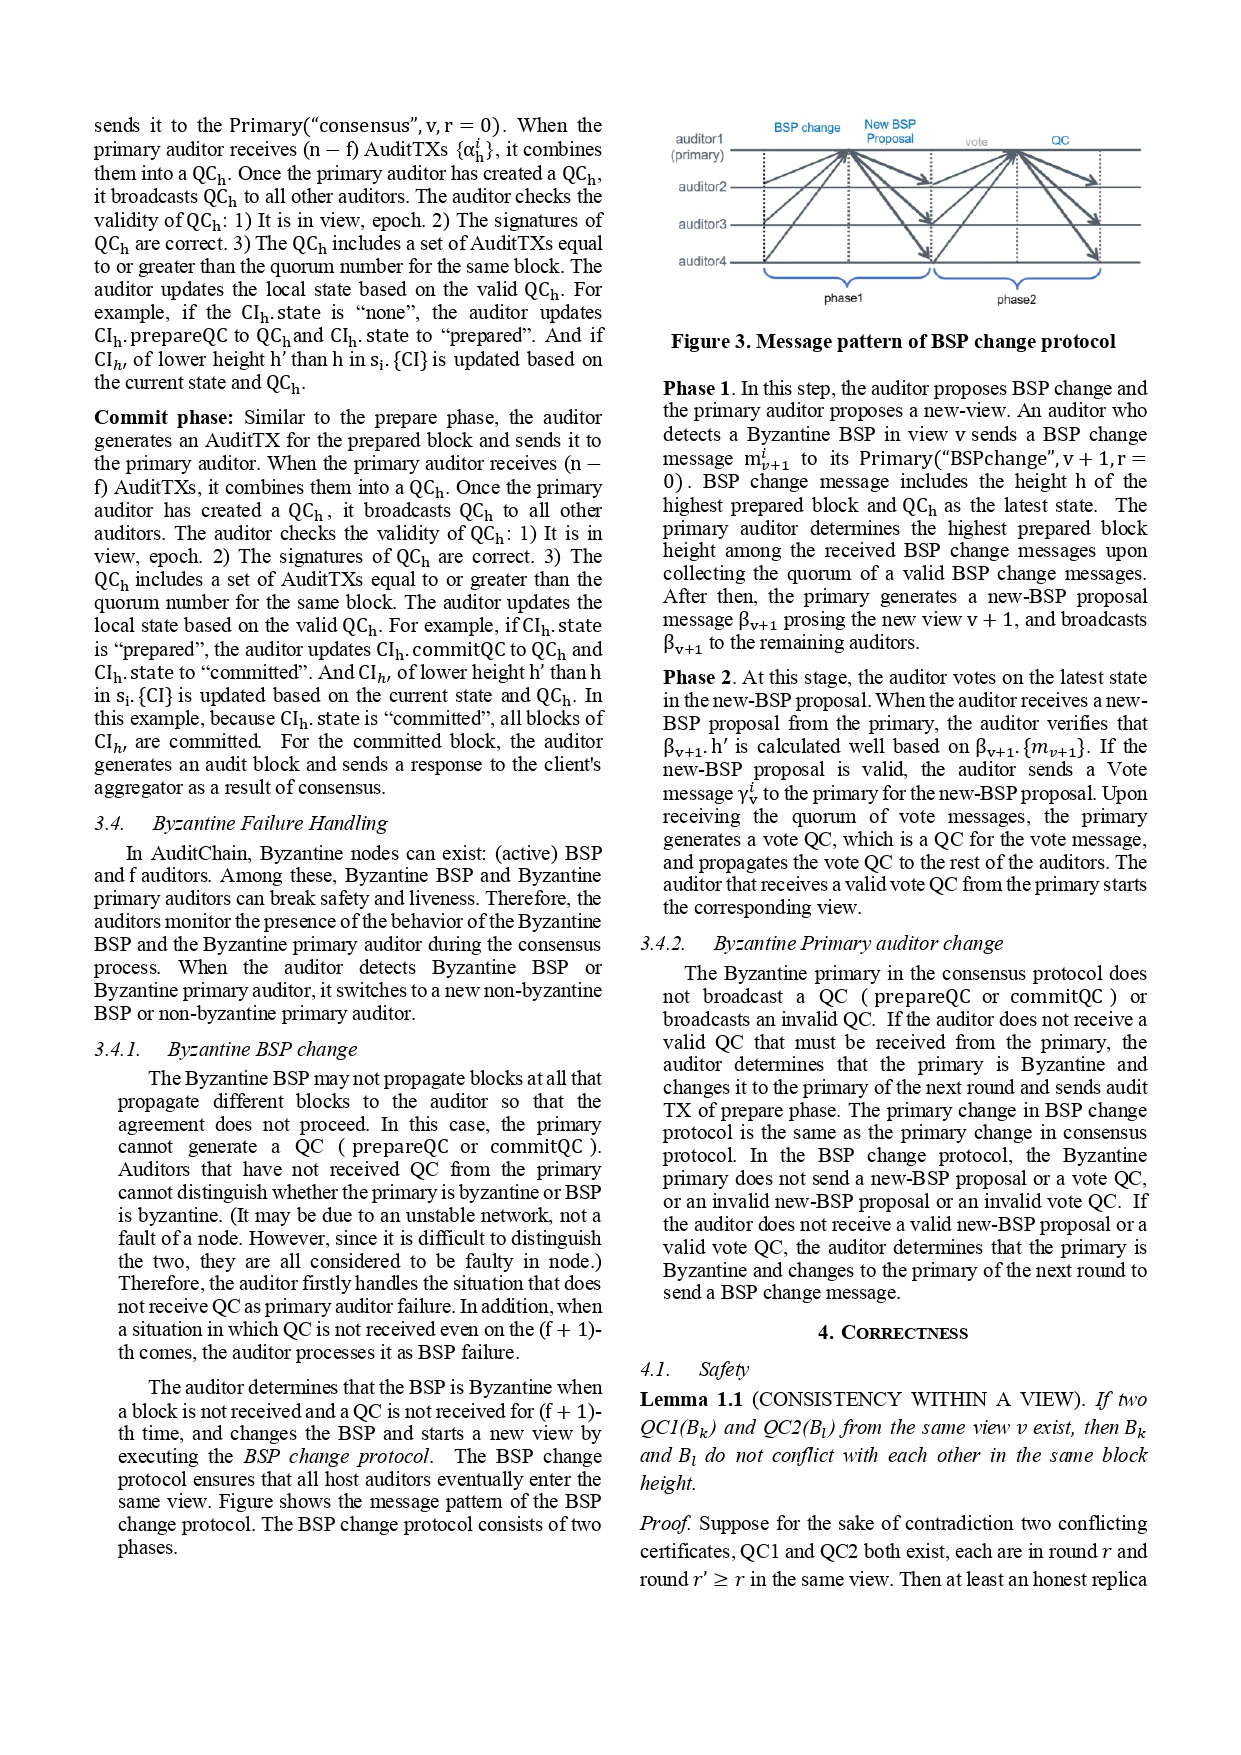 sends it to the Primary(“consensus”, v, r = 0). When the
primary auditor receives (n − f) AuditTXs {αₕⁱ}, it combines
them into a QCₕ. Once the primary auditor has created a QCₕ,
it broadcasts QCₕ to all other auditors. The auditor checks the
validity of QCₕ: 1) It is in view, epoch. 2) The signatures of
QCₕ are correct. 3) The QCₕ includes a set of AuditTXs equal
to or greater than the quorum number for the same block. The
auditor updates the local state based on the valid QCₕ. For
example, if the CIₕ. state is “none”, the auditor updates
CIₕ. prepareQC to QCₕ and CIₕ. state to “prepared”. And if
CIₕ′ of lower height h’ than h in sᵢ. {CI} is updated based on
the current state and QCₕ.
Commit phase: Similar to the prepare phase, the auditor
generates an AuditTX for the prepared block and sends it to
the primary auditor. When the primary auditor receives (n −
f) AuditTXs, it combines them into a QCₕ. Once the primary
auditor has created a QCₕ, it broadcasts QCₕ to all other
auditors. The auditor checks the validity of QCₕ: 1) It is in
view, epoch. 2) The signatures of QCₕ are correct. 3) The
QCₕ includes a set of AuditTXs equal to or greater than the
quorum number for the same block. The auditor updates the
local state based on the valid QCₕ. For example, if CIₕ. state
is “prepared”, the auditor updates CIₕ. commitQC to QCₕ and
CIₕ. state to “committed”. And CIₕ′ of lower height h’ than h
in sᵢ. {CI} is updated based on the current state and QCₕ. In
this example, because CIₕ. state is “committed”, all blocks of
CIₕ′ are committed. For the committed block, the auditor
generates an audit block and sends a response to the client's
aggregator as a result of consensus.
3.4. Byzantine Failure Handling
In AuditChain, Byzantine nodes can exist: (active) BSP
and f auditors. Among these, Byzantine BSP and Byzantine
primary auditors can break safety and liveness. Therefore, the
auditors monitor the presence of the behavior of the Byzantine
BSP and the Byzantine primary auditor during the consensus
process. When the auditor detects Byzantine BSP or
Byzantine primary auditor, it switches to a new non-byzantine
BSP or non-byzantine primary auditor.
3.4.1. Byzantine BSP change
The Byzantine BSP may not propagate blocks at all that
propagate different blocks to the auditor so that the
agreement does not proceed. In this case, the primary
cannot generate a QC ( prepareQC or commitQC ).
Auditors that have not received QC from the primary
cannot distinguish whether the primary is byzantine or BSP
is byzantine. (It may be due to an unstable network, not a
fault of a node. However, since it is difficult to distinguish
the two, they are all considered to be faulty in node.)
Therefore, the auditor firstly handles the situation that does
not receive QC as primary auditor failure. In addition, when
a situation in which QC is not received even on the (f + 1)-
th comes, the auditor processes it as BSP failure.
The auditor determines that the BSP is Byzantine when
a block is not received and a QC is not received for (f + 1)-
th time, and changes the BSP and starts a new view by
executing the BSP change protocol. The BSP change
protocol ensures that all host auditors eventually enter the
same view. Figure shows the message pattern of the BSP
change protocol. The BSP change protocol consists of two
phases.
BSP change
New BSP
Proposal
vote
QC
auditor1
(primary)
auditor2
auditor3
auditor4
phase1
phase2
Figure 3. Message pattern of BSP change protocol
Phase 1. In this step, the auditor proposes BSP change and
the primary auditor proposes a new-view. An auditor who
detects a Byzantine BSP in view v sends a BSP change
message mⁱᵥ₊₁ to its Primary(“BSPchange”, v + 1, r =
0). BSP change message includes the height h of the
highest prepared block and QCₕ as the latest state. The
primary auditor determines the highest prepared block
height among the received BSP change messages upon
collecting the quorum of a valid BSP change messages.
After then, the primary generates a new-BSP proposal
message βᵥ₊₁ prosing the new view v + 1, and broadcasts
βᵥ₊₁ to the remaining auditors.
Phase 2. At this stage, the auditor votes on the latest state
in the new-BSP proposal. When the auditor receives a new-
BSP proposal from the primary, the auditor verifies that
βᵥ₊₁. h′ is calculated well based on βᵥ₊₁. {mᵥ₊₁}. If the
new-BSP proposal is valid, the auditor sends a Vote
message γᵥⁱ to the primary for the new-BSP proposal. Upon
receiving the quorum of vote messages, the primary
generates a vote QC, which is a QC for the vote message,
and propagates the vote QC to the rest of the auditors. The
auditor that receives a valid vote QC from the primary starts
the corresponding view.
3.4.2. Byzantine Primary auditor change
The Byzantine primary in the consensus protocol does
not broadcast a QC ( prepareQC or commitQC ) or
broadcasts an invalid QC. If the auditor does not receive a
valid QC that must be received from the primary, the
auditor determines that the primary is Byzantine and
changes it to the primary of the next round and sends audit
TX of prepare phase. The primary change in BSP change
protocol is the same as the primary change in consensus
protocol. In the BSP change protocol, the Byzantine
primary does not send a new-BSP proposal or a vote QC,
or an invalid new-BSP proposal or an invalid vote QC. If
the auditor does not receive a valid new-BSP proposal or a
valid vote QC, the auditor determines that the primary is
Byzantine and changes to the primary of the next round to
send a BSP change message.
4. CORRECTNESS
4.1. Safety
Lemma 1.1 (CONSISTENCY WITHIN A VIEW). If two
QC1(Bₖ) and QC2(Bₗ) from the same view v exist, then Bₖ
and Bₗ do not conflict with each other in the same block
height.
Proof. Suppose for the sake of contradiction two conflicting
certificates, QC1 and QC2 both exist, each are in round r and
round r’ ≥ r in the same view. Then at least an honest replica